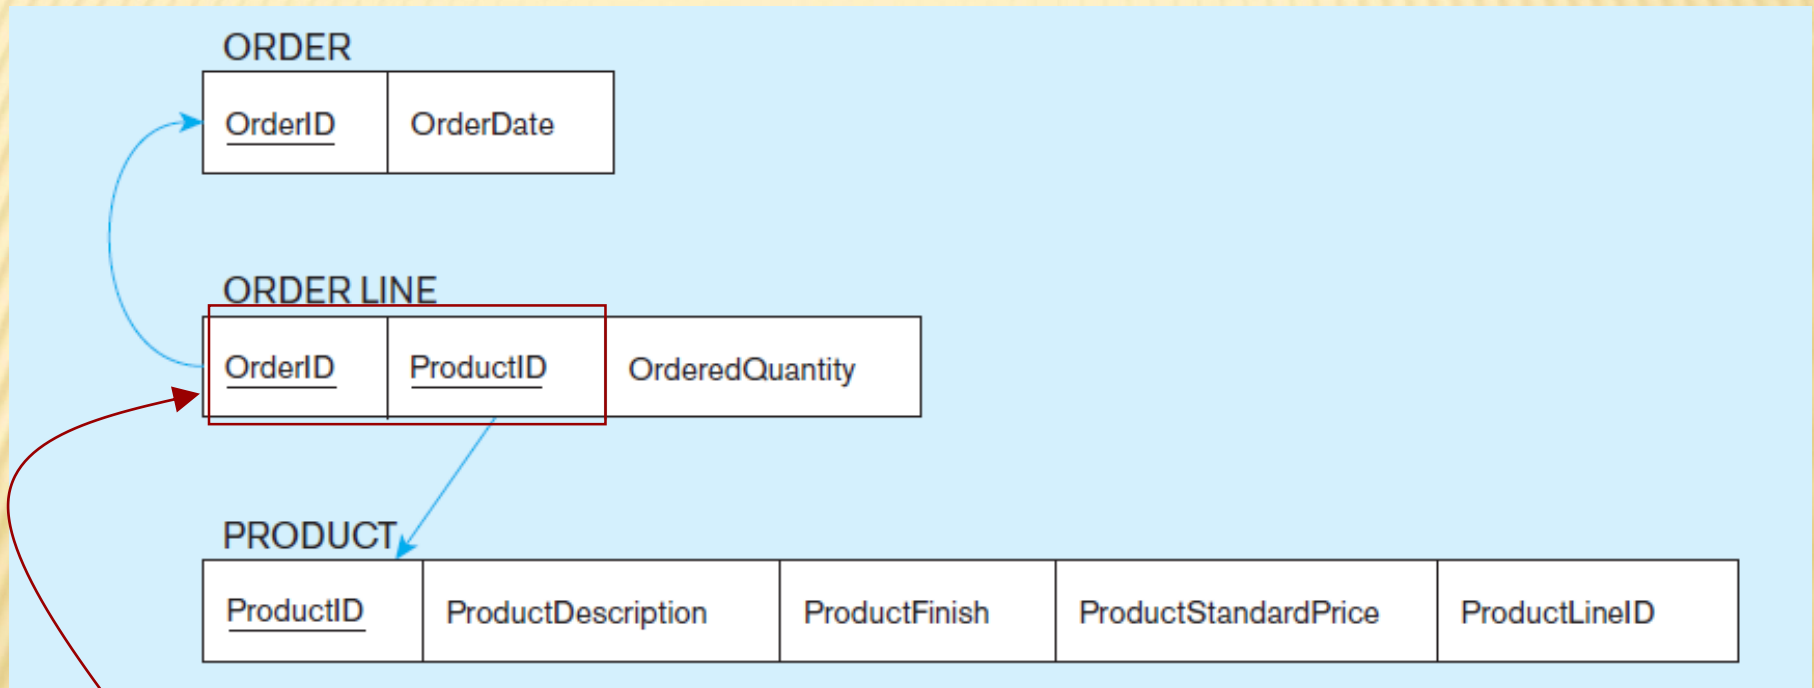 ORDER
OrderID OrderDate
ORDER LINE
OrderID ProductID OrderedQuantity
PRODUCT
ProductID ProductDescription ProductFinish ProductStandardPrice ProductLineID